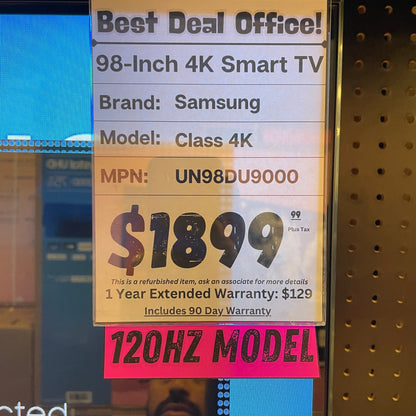 Best Deal Office!
98-Inch 4K Smart TV
Brand: Samsung
Model: Class 4K
MPN: UN98DU9000
$1899 99
Plus Tax
This is a refurbished item, ask an associate for more details
1 Year Extended Warranty: $129
Includes 90 Day Warranty
120HZ MODEL
cted